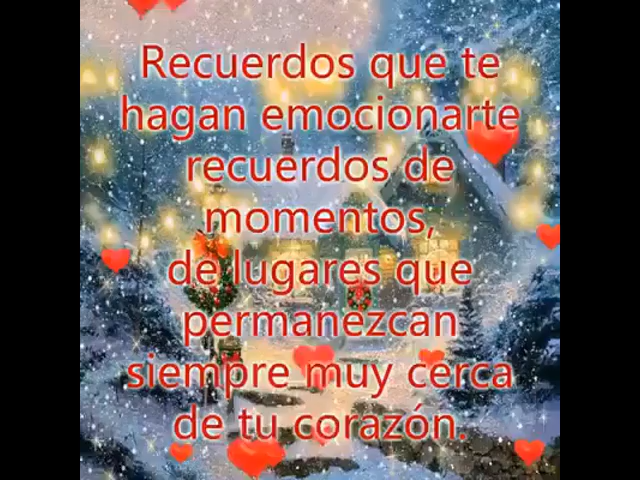 Recuerdos que te
hagan emocionarte
recuerdos de
momentos,
de lugares que
permanezcan
siempre muy cerca
de tu corazón.